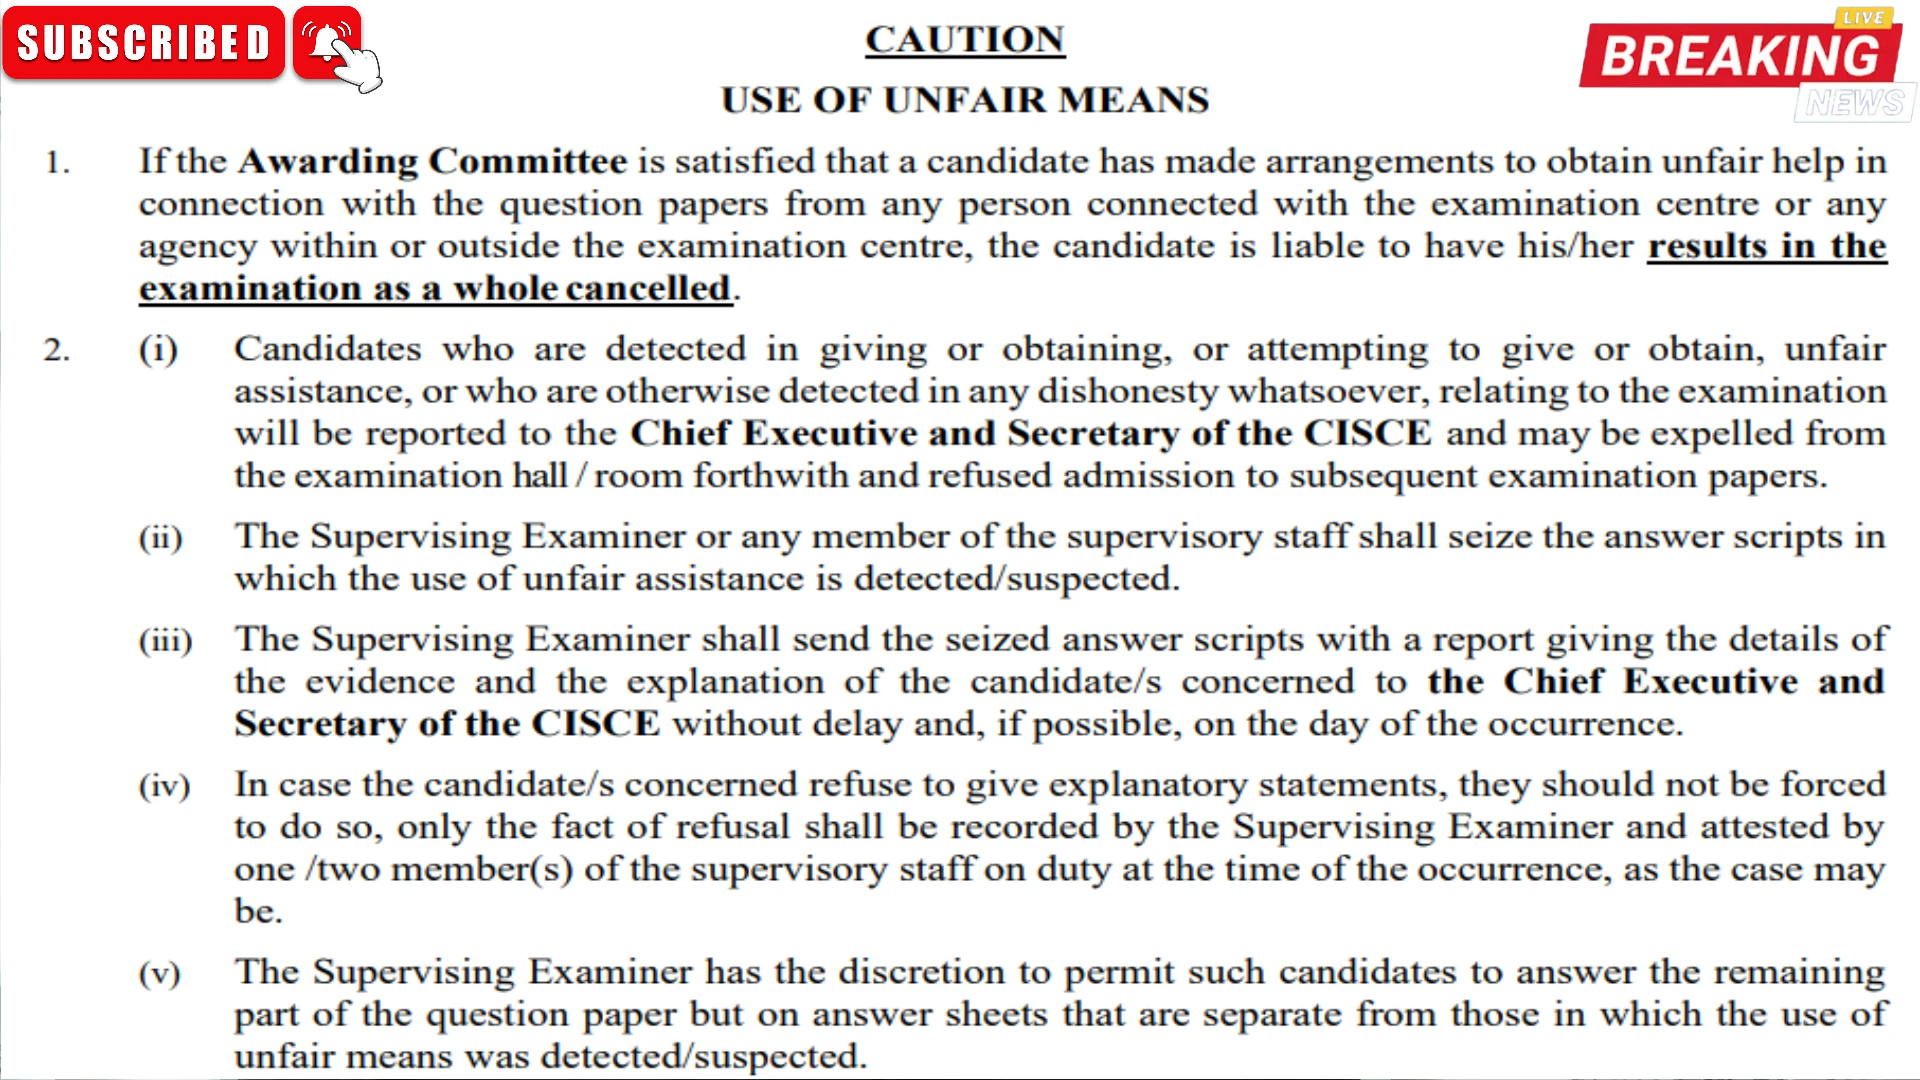 SUBSCRIBED
LIVE
BREAKING
NEWS
CAUTION
USE OF UNFAIR MEANS
1. If the Awarding Committee is satisfied that a candidate has made arrangements to obtain unfair help in
connection with the question papers from any person connected with the examination centre or any
agency within or outside the examination centre, the candidate is liable to have his/her results in the
examination as a whole cancelled.
2. (i) Candidates who are detected in giving or obtaining, or attempting to give or obtain, unfair
assistance, or who are otherwise detected in any dishonesty whatsoever, relating to the examination
will be reported to the Chief Executive and Secretary of the CISCE and may be expelled from
the examination hall / room forthwith and refused admission to subsequent examination papers.
(ii) The Supervising Examiner or any member of the supervisory staff shall seize the answer scripts in
which the use of unfair assistance is detected/suspected.
(iii) The Supervising Examiner shall send the seized answer scripts with a report giving the details of
the evidence and the explanation of the candidate/s concerned to the Chief Executive and
Secretary of the CISCE without delay and, if possible, on the day of the occurrence.
(iv) In case the candidate/s concerned refuse to give explanatory statements, they should not be forced
to do so, only the fact of refusal shall be recorded by the Supervising Examiner and attested by
one /two member(s) of the supervisory staff on duty at the time of the occurrence, as the case may
be.
(v) The Supervising Examiner has the discretion to permit such candidates to answer the remaining
part of the question paper but on answer sheets that are separate from those in which the use of
unfair means was detected/suspected.